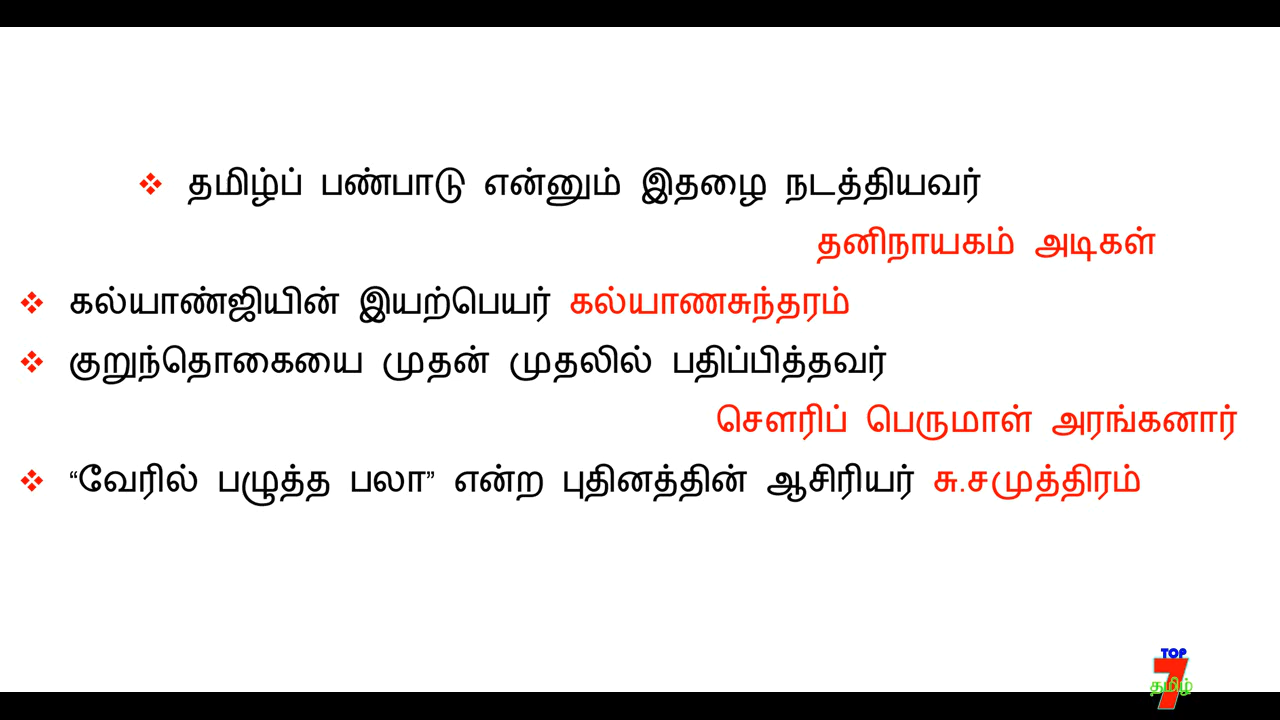 ❖ தமிழ்ப் பண்பாடு என்னும் இதழை நடத்தியவர்
தனிநாயகம் அடிகள்
❖ கல்யாண்ஜியின் இயற்பெயர் கல்யாணசுந்தரம்
❖ குறுந்தொகையை முதன் முதலில் பதிப்பித்தவர்
சௌரிப் பெருமாள் அரங்கனார்
❖ “வேரில் பழுத்த பலா” என்ற புதினத்தின் ஆசிரியர் சு.சமுத்திரம்
TOP
7
தமிழ்